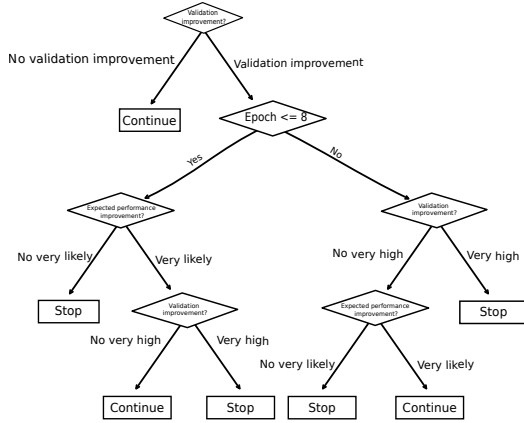 Validation
improvement?
No validation improvement
Validation improvement
Continue
Epoch <= 8
Yes
No
Expected performance
improvement?
Validation
improvement?
No very likely
Very likely
No very high
Very high
Stop
Validation
improvement?
Expected performance
improvement?
Stop
No very high
Very high
No very likely
Very likely
Continue
Stop
Stop
Continue